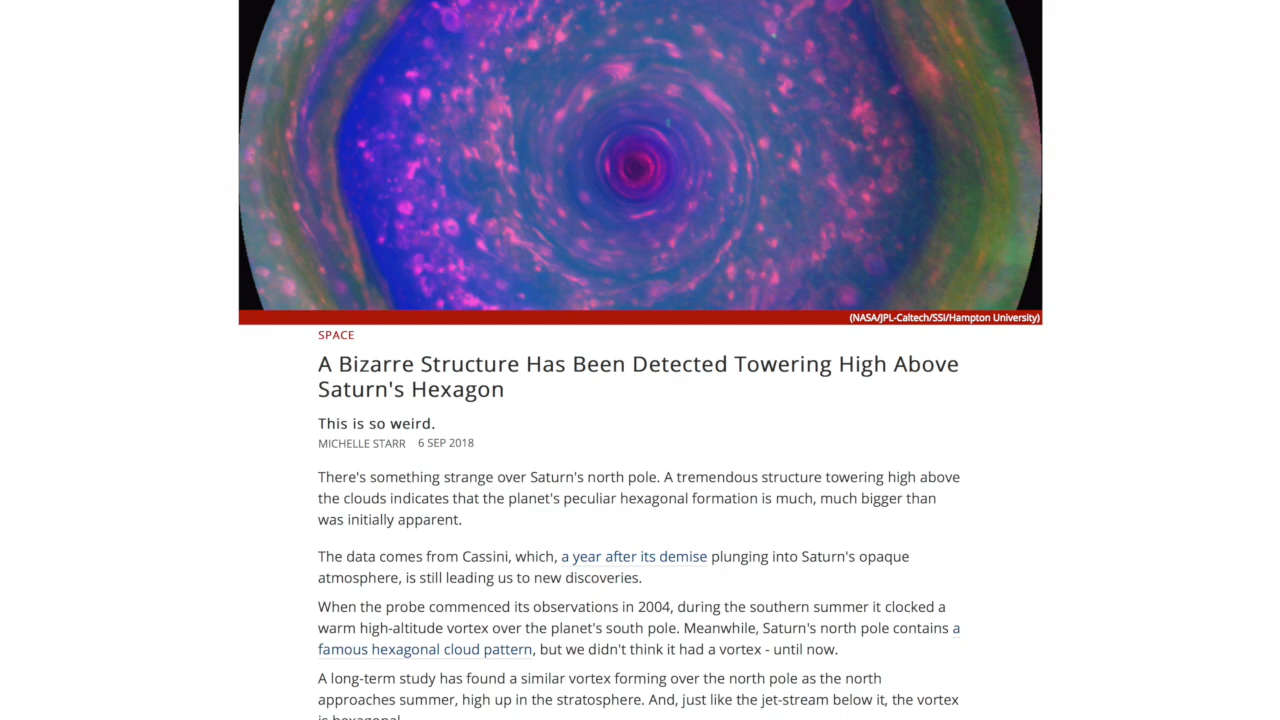 (NASA/JPL-Caltech/SSI/Hampton University)
SPACE
A Bizarre Structure Has Been Detected Towering High Above
Saturn's Hexagon
This is so weird.
MICHELLE STARR 6 SEP 2018
There's something strange over Saturn's north pole. A tremendous structure towering high above
the clouds indicates that the planet's peculiar hexagonal formation is much, much bigger than
was initially apparent.
The data comes from Cassini, which, a year after its demise plunging into Saturn's opaque
atmosphere, is still leading us to new discoveries.
When the probe commenced its observations in 2004, during the southern summer it clocked a
warm high-altitude vortex over the planet's south pole. Meanwhile, Saturn's north pole contains a
famous hexagonal cloud pattern, but we didn't think it had a vortex - until now.
A long-term study has found a similar vortex forming over the north pole as the north
approaches summer, high up in the stratosphere. And, just like the jet-stream below it, the vortex
is hexagonal.